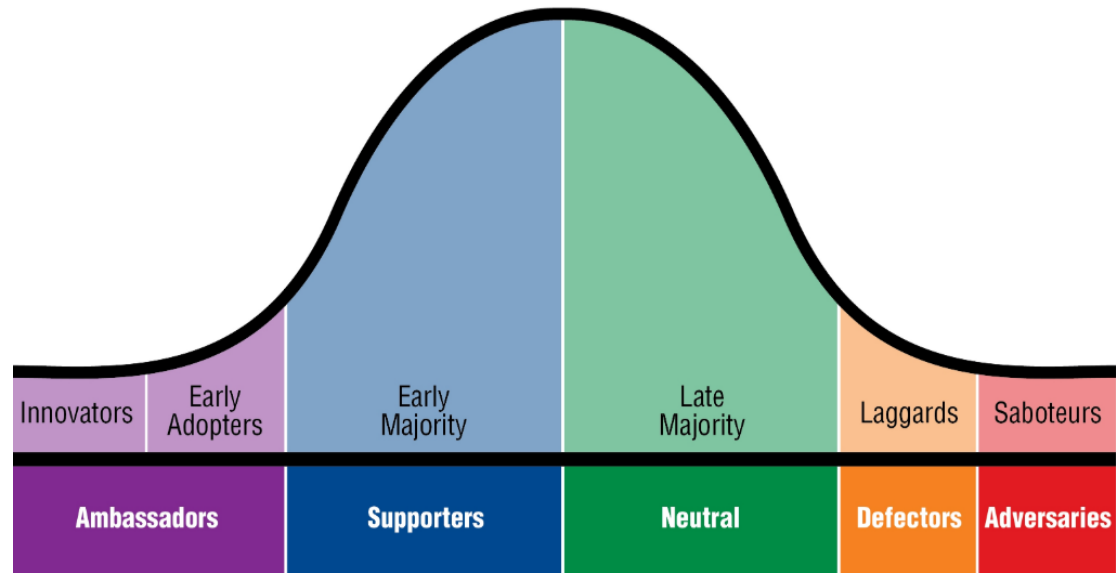 Innovators
Early
Adopters
Early
Majority
Late
Majority
Laggards
Saboteurs
Ambassadors
Supporters
Neutral
Defectors
Adversaries